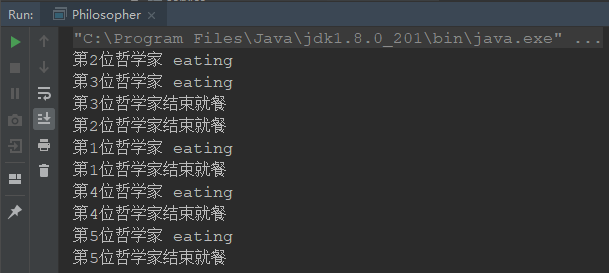 Run: Philosopher
"C:\Program Files\Java\jdk1.8.0_201\bin\java.exe" ...
第2位哲学家 eating
第3位哲学家 eating
第3位哲学家结束就餐
第2位哲学家结束就餐
第1位哲学家 eating
第1位哲学家结束就餐
第4位哲学家 eating
第4位哲学家结束就餐
第5位哲学家 eating
第5位哲学家结束就餐